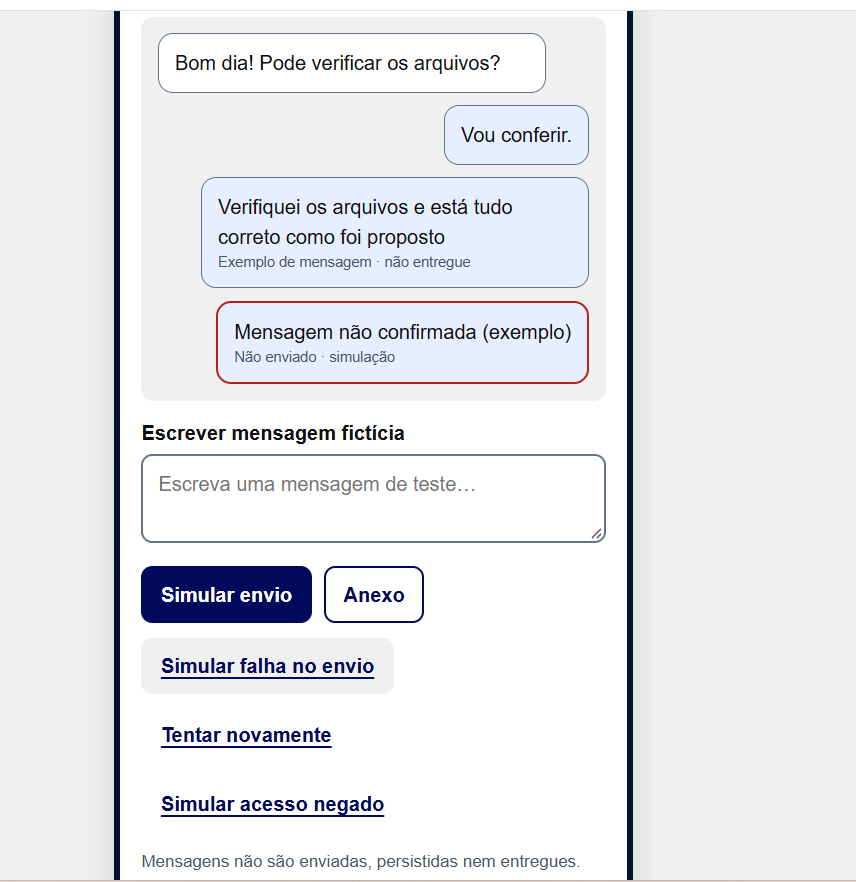 Bom dia! Pode verificar os arquivos?
Vou conferir.
Verifiquei os arquivos e está tudo
correto como foi proposto
Exemplo de mensagem · não entregue
Mensagem não confirmada (exemplo)
Não enviado · simulação
Escrever mensagem fictícia
Escreva uma mensagem de teste…
Simular envio
Anexo
Simular falha no envio
Tentar novamente
Simular acesso negado
Mensagens não são enviadas, persistidas nem entregues.